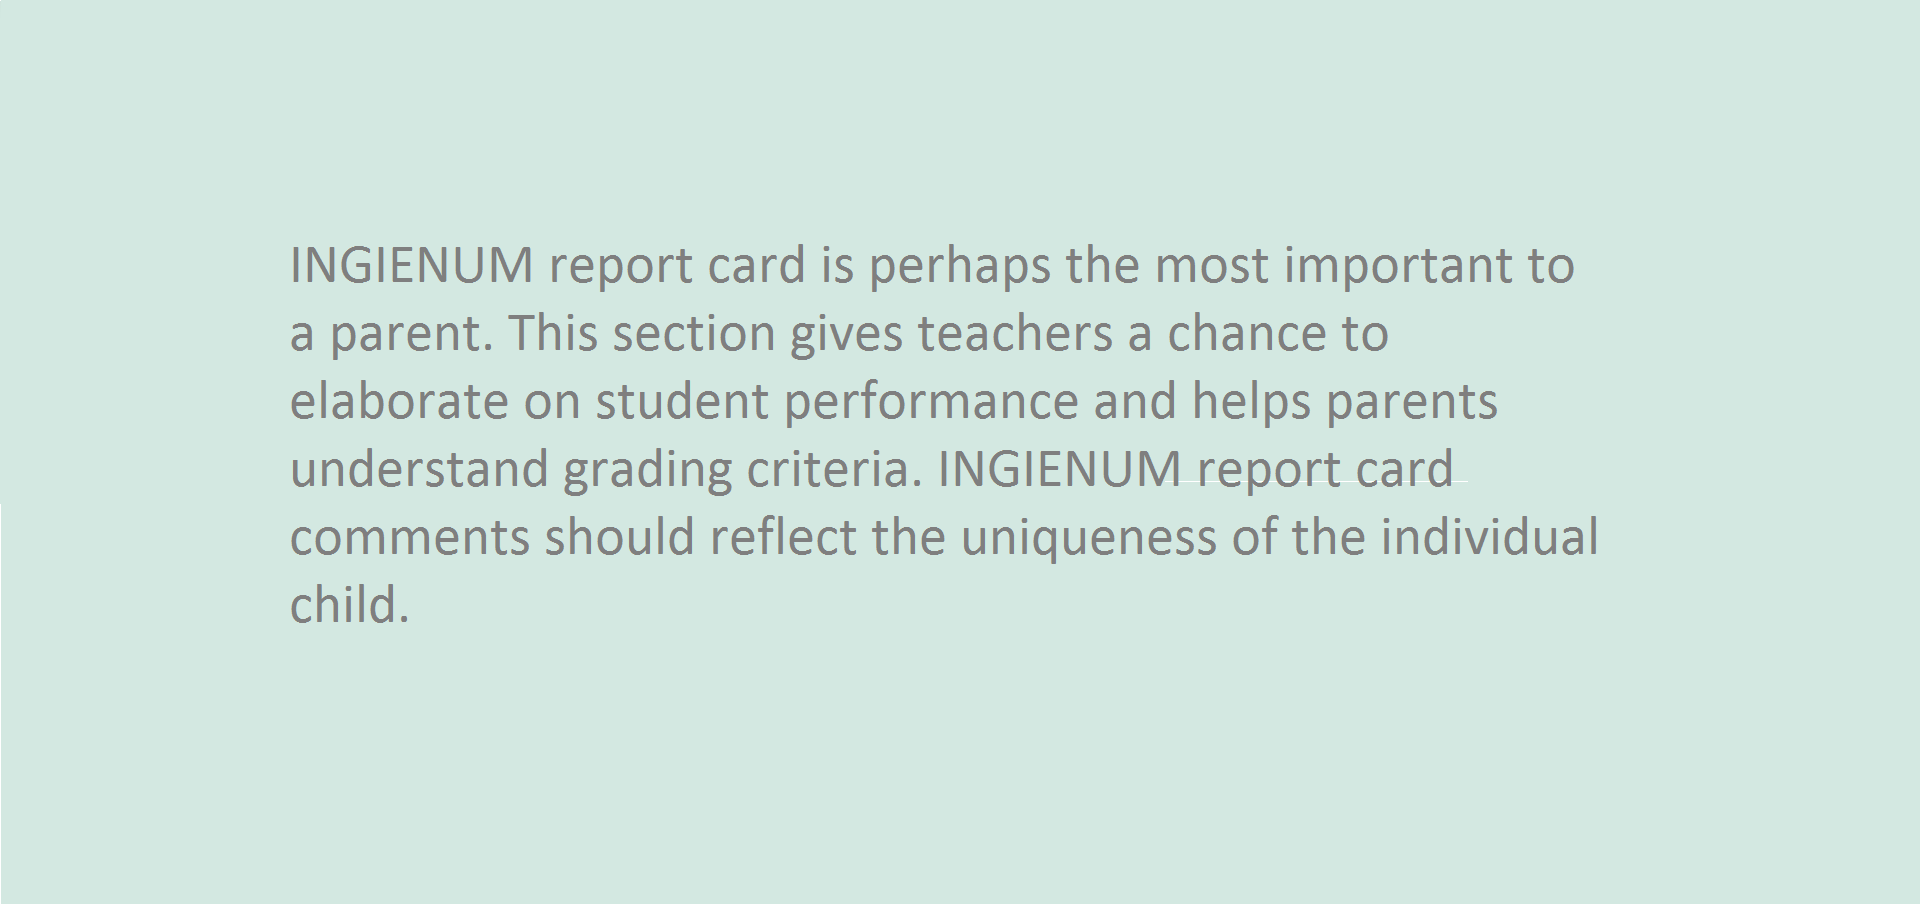 INGIENUM report card is perhaps the most important to
a parent. This section gives teachers a chance to
elaborate on student performance and helps parents
understand grading criteria. INGIENUM report card
comments should reflect the uniqueness of the individual
child.